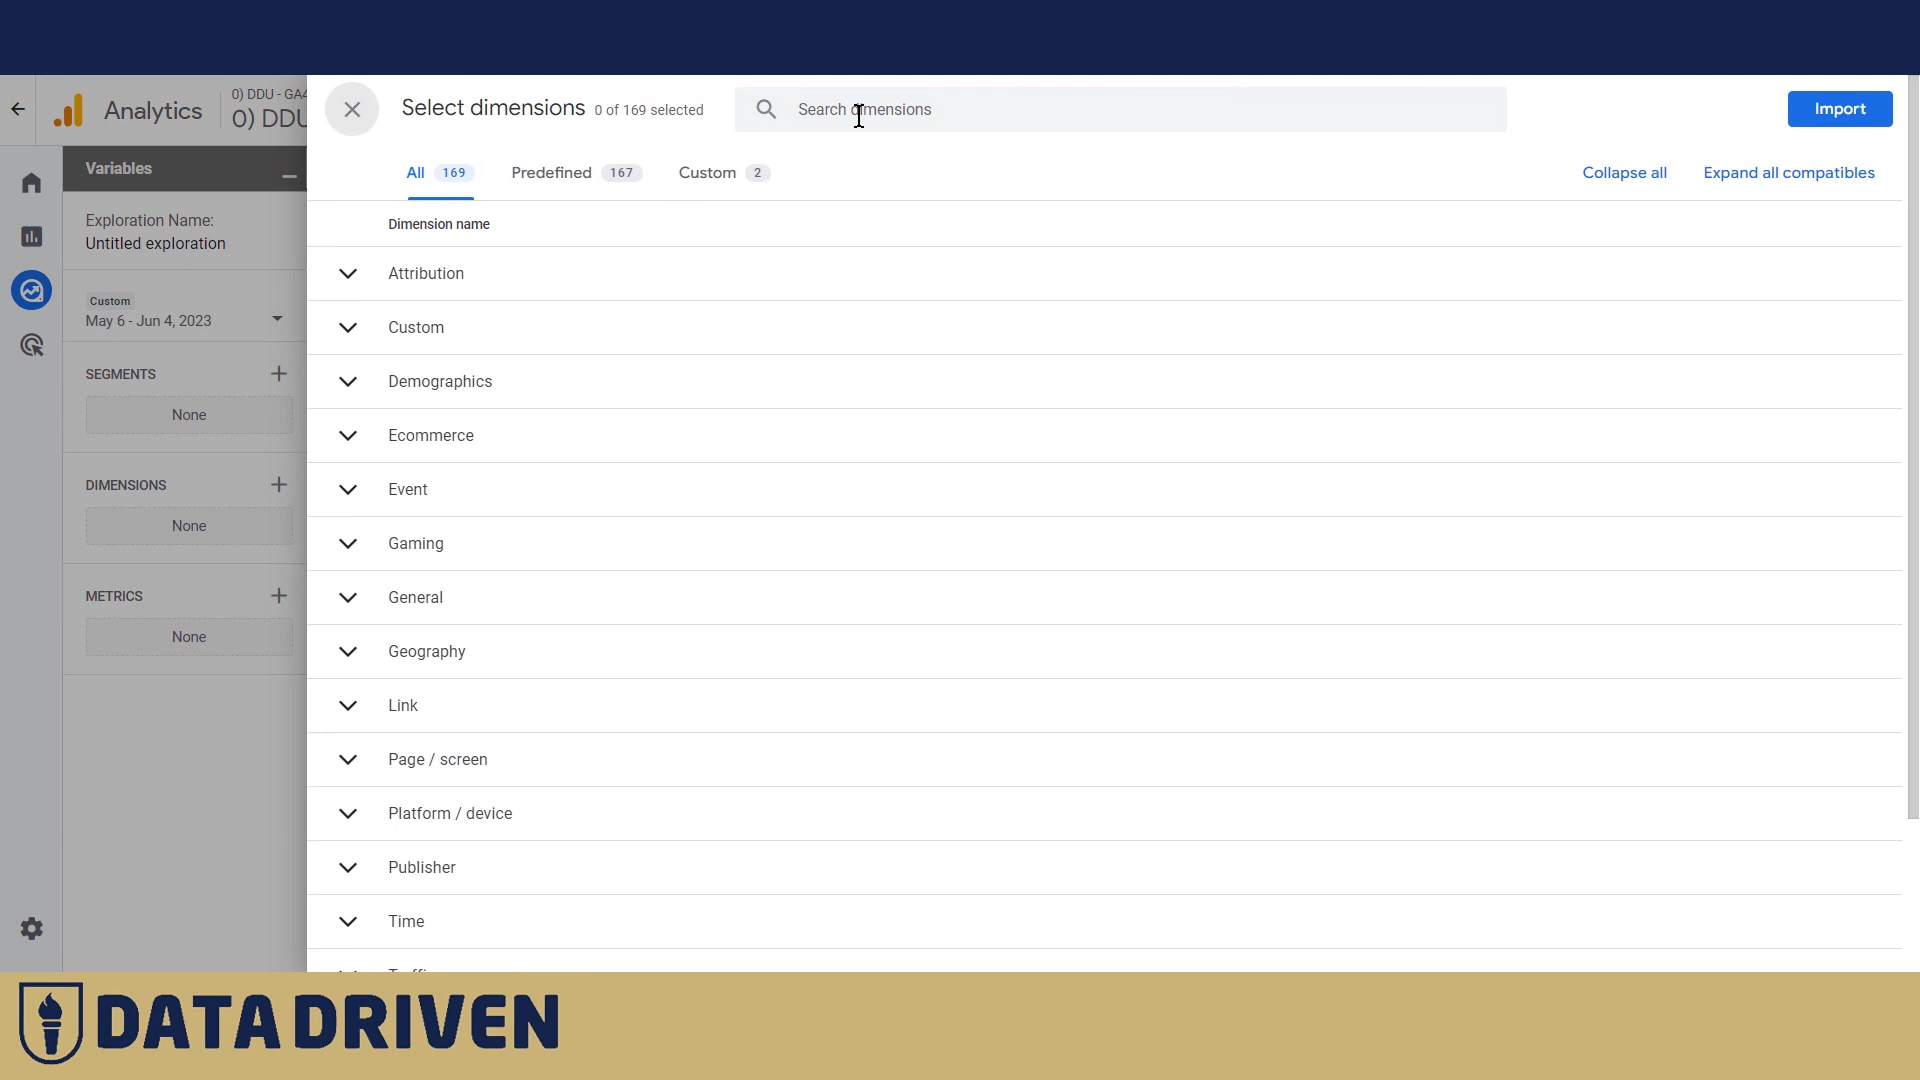 Analytics
0) DDU - GA4
0) DDU
Select dimensions 0 of 169 selected
Search dimensions
Import
All 169
Predefined 167
Custom 2
Collapse all
Expand all compatibles
Variables
Exploration Name:
Untitled exploration
Custom
May 6 - Jun 4, 2023
SEGMENTS
None
DIMENSIONS
None
METRICS
None
Dimension name
Attribution
Custom
Demographics
Ecommerce
Event
Gaming
General
Geography
Link
Page / screen
Platform / device
Publisher
Time
DATA DRIVEN